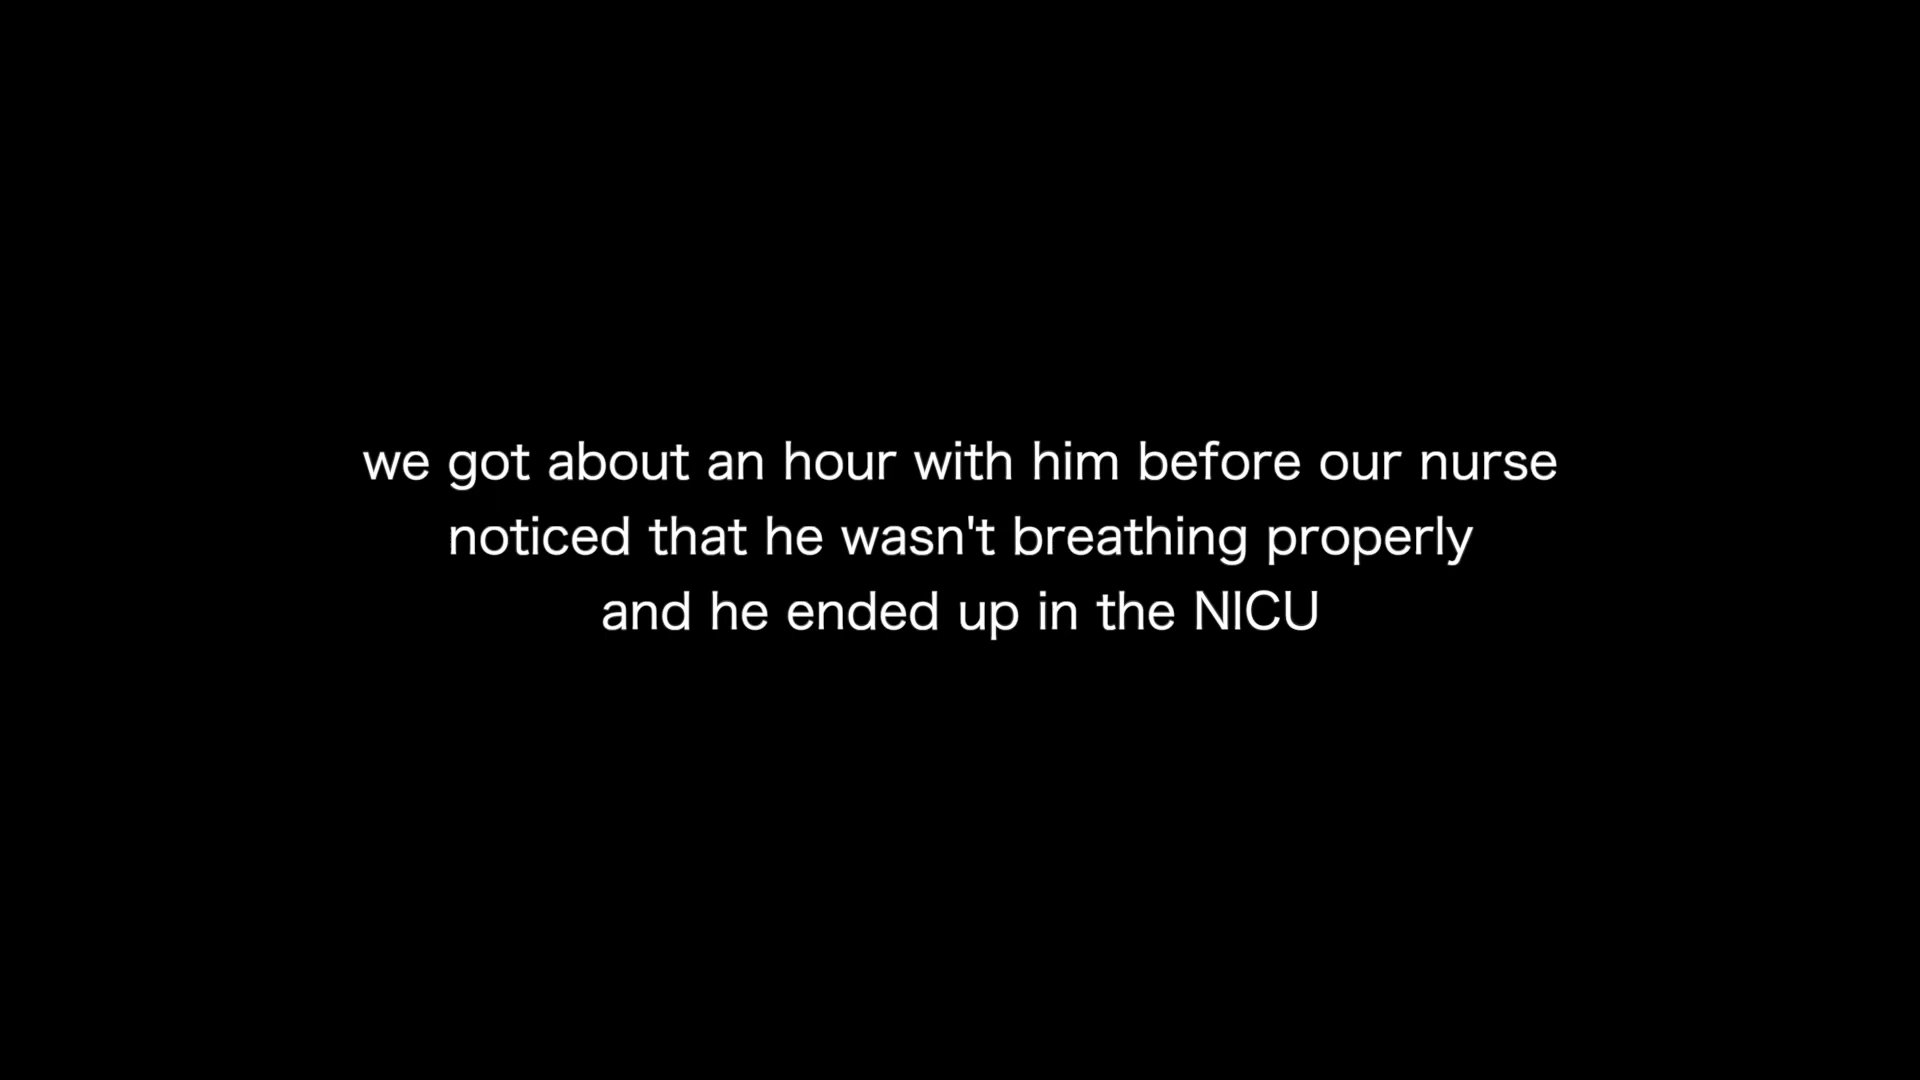 we got about an hour with him before our nurse
noticed that he wasn't breathing properly
and he ended up in the NICU